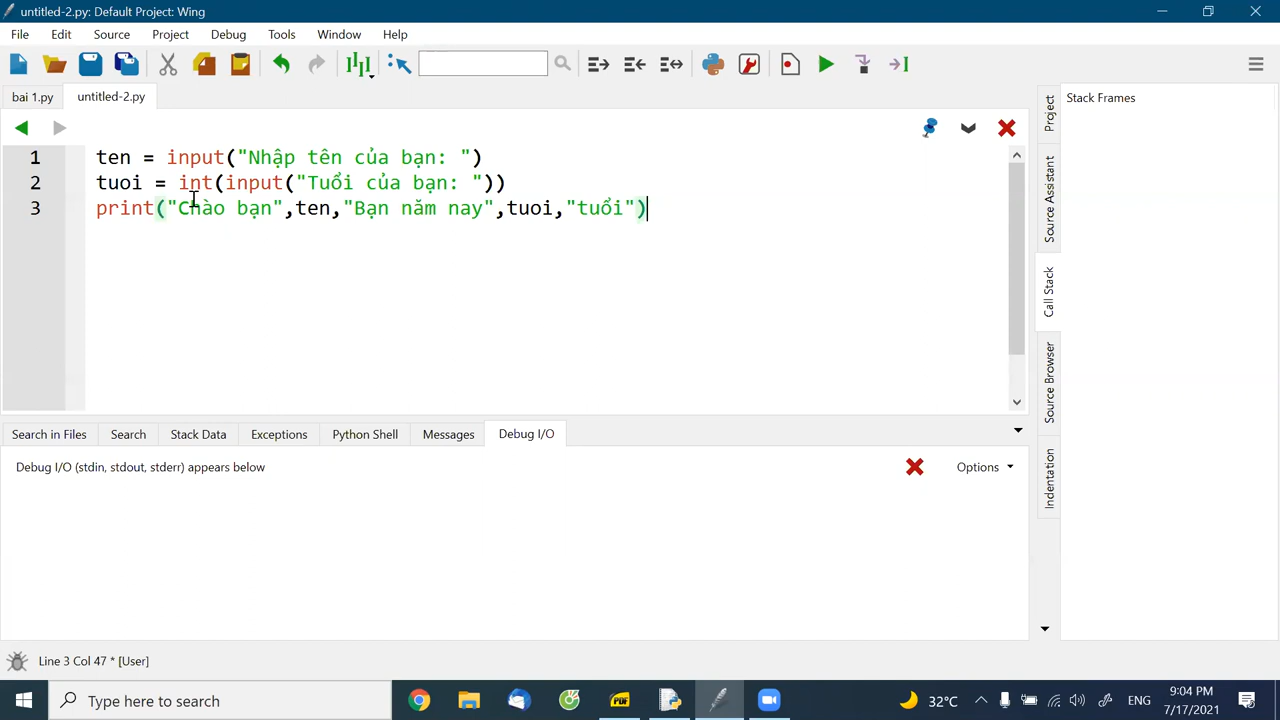 untitled-2.py: Default Project: Wing
File Edit Source Debug Tools Window Help
Project
bai 1.py untitled-2.py
Stack Frames
1 ten = input("Nhập tên của bạn: ")
2 tuoi = int(input("Tuổi của bạn: "))
3 print("Chào bạn",ten,"Bạn năm nay",tuoi,"tuổi")
Project
Source Assistant
Call Stack
Source Browser
Indentation
Search in Files Search Stack Data Exceptions Python Shell Messages Debug I/O
Debug I/O (stdin, stdout, stderr) appears below
Options
Line 3 Col 47 * [User]
Type here to search
PDF
32°C
ENG
9:04 PM
7/17/2021